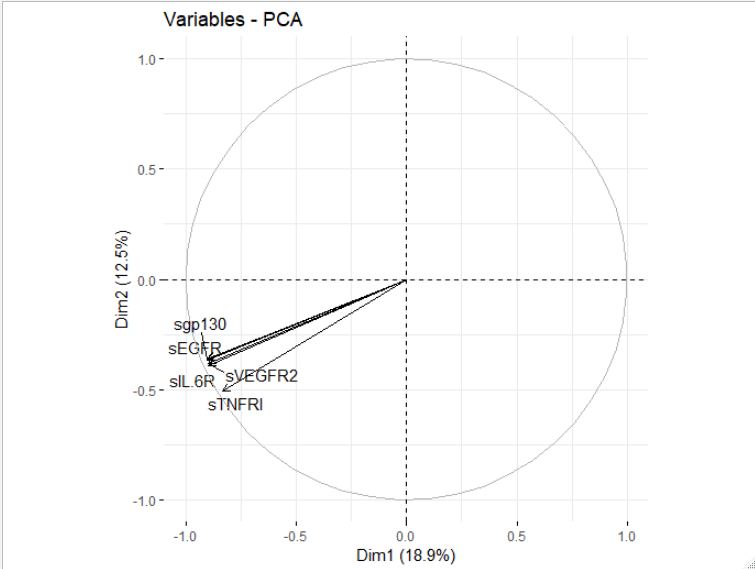 Variables - PCA
1.0
0.5
0.0
-0.5
-1.0
Dim2 (12.5%)
sgp130
sEGFR
sIL.6R
sVEGFR2
sTNFRI
-1.0
-0.5
0.0
0.5
1.0
Dim1 (18.9%)